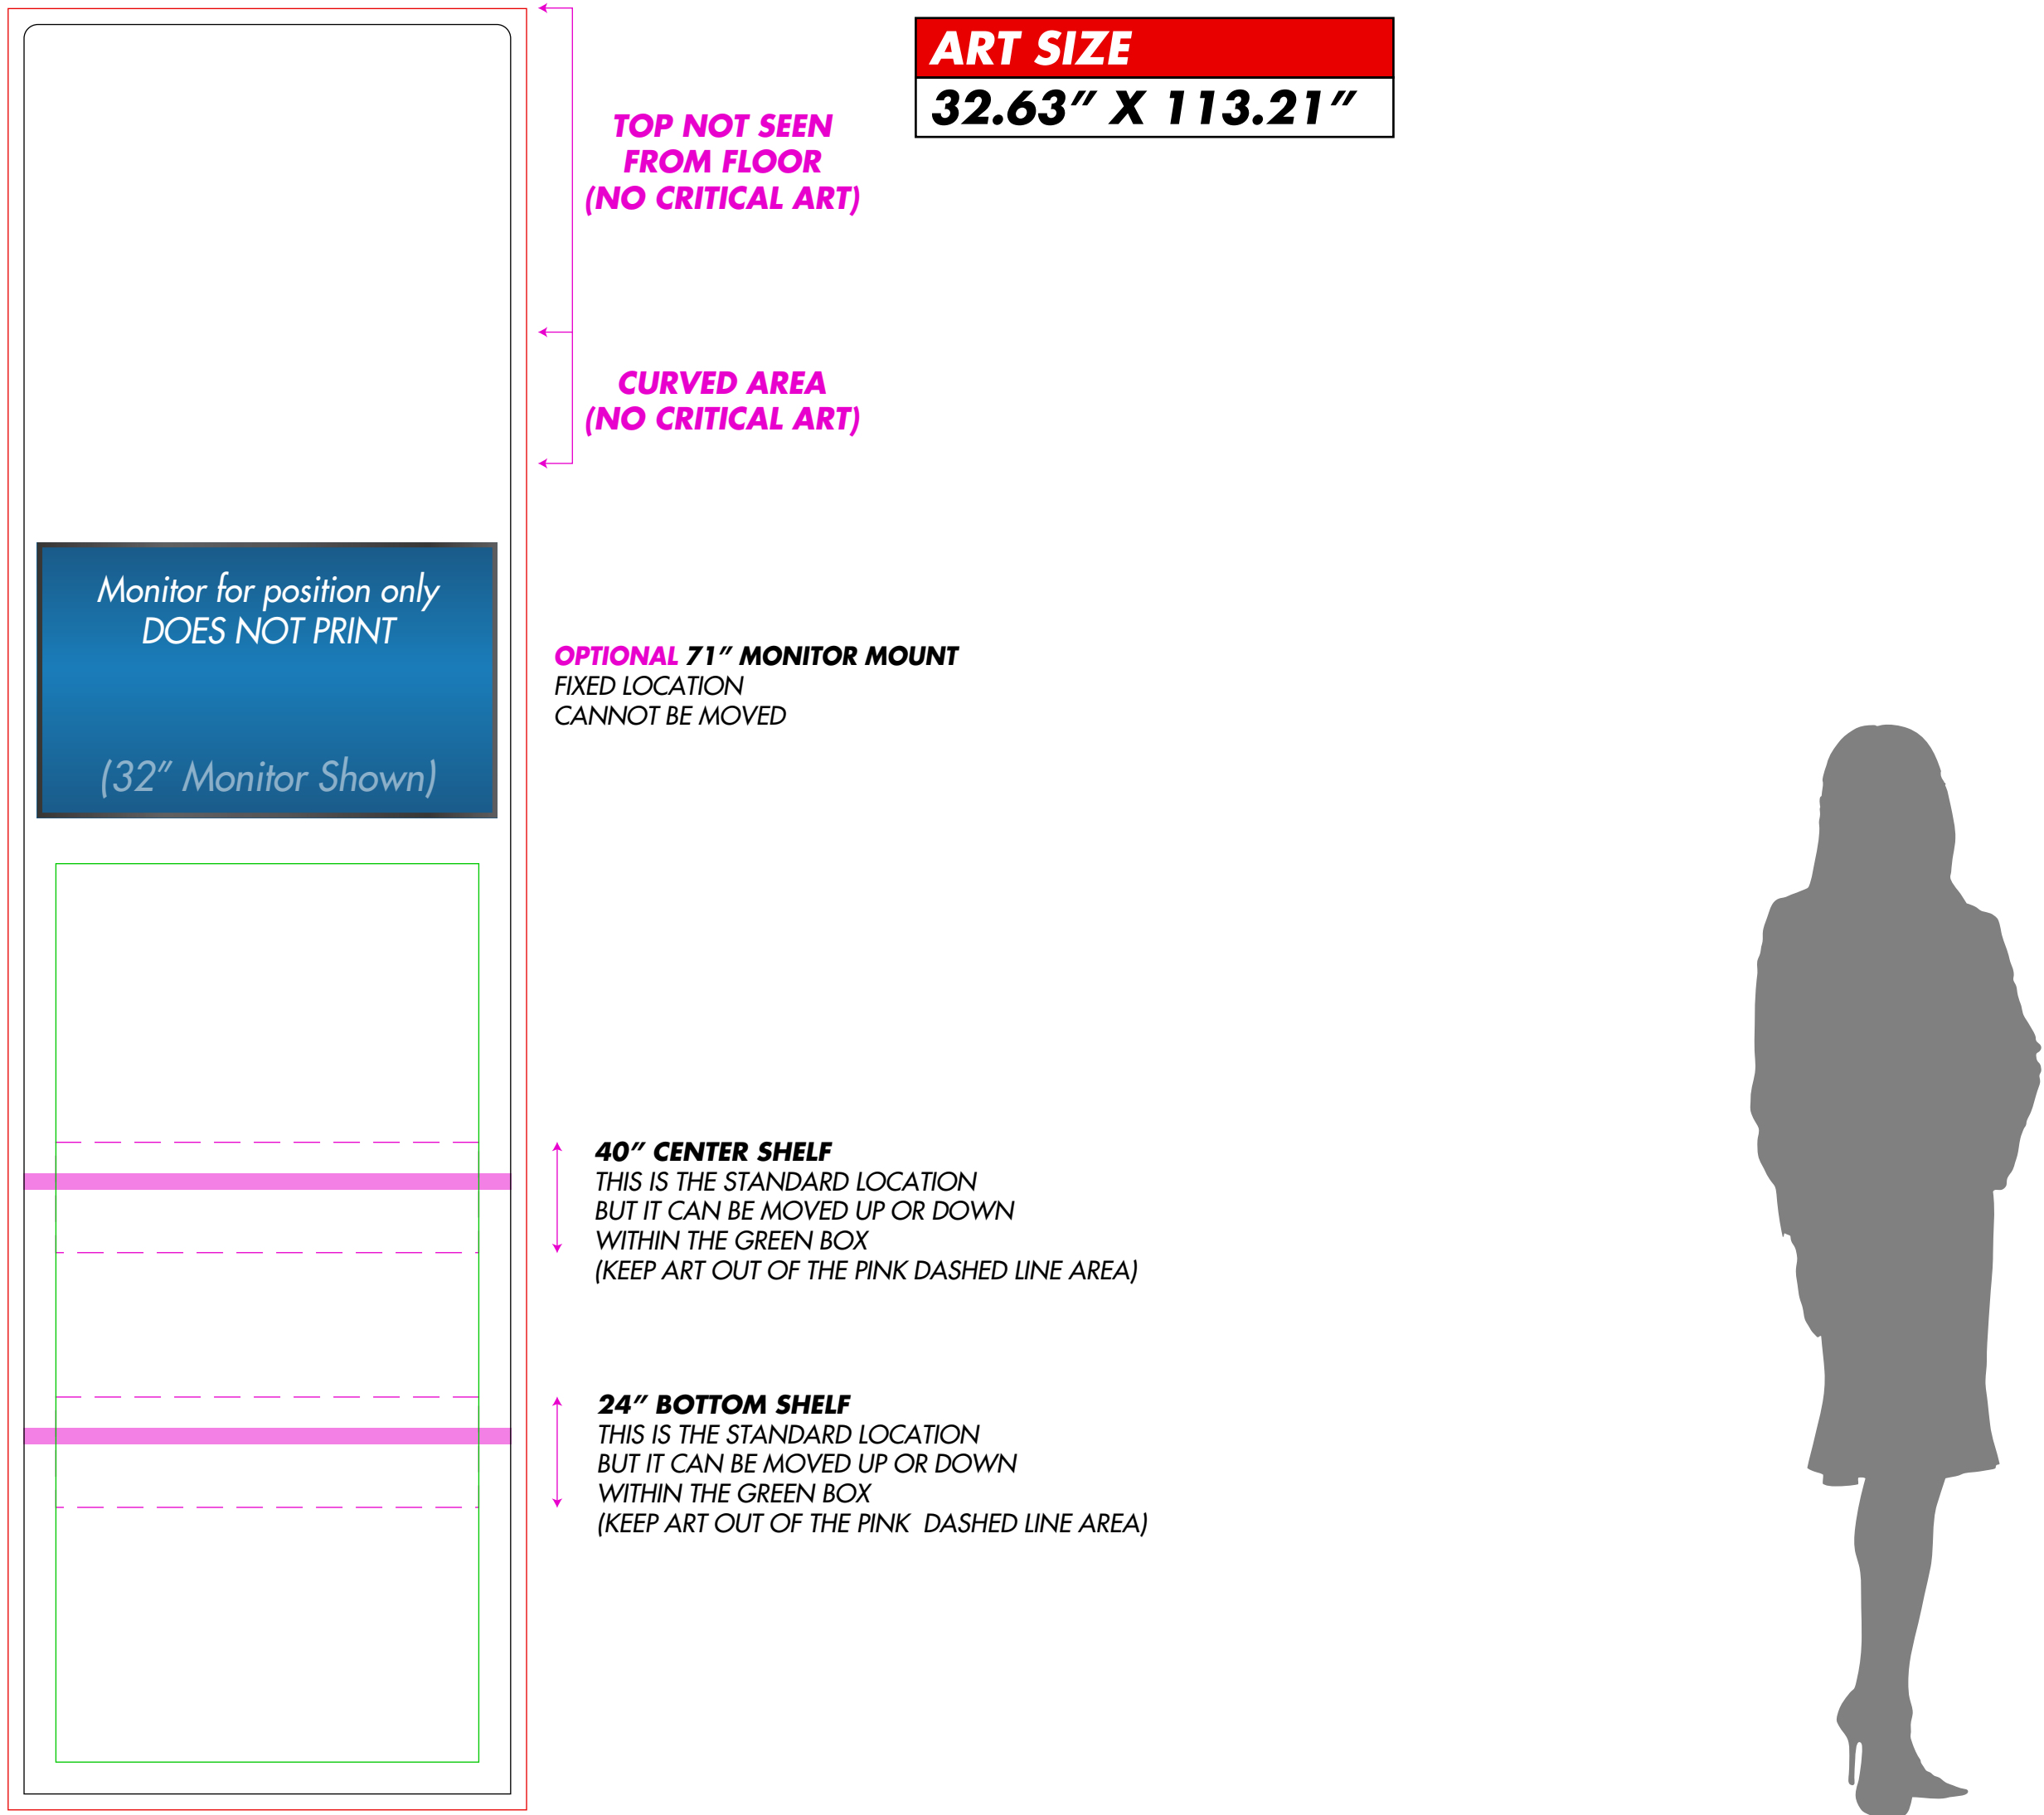 ART SIZE
32.63” X 113.21”
TOP NOT SEEN
FROM FLOOR
(NO CRITICAL ART)
CURVED AREA
(NO CRITICAL ART)
Monitor for position only
DOES NOT PRINT
(32” Monitor Shown)
OPTIONAL 71” MONITOR MOUNT
FIXED LOCATION
CANNOT BE MOVED
40” CENTER SHELF
THIS IS THE STANDARD LOCATION
BUT IT CAN BE MOVED UP OR DOWN
WITHIN THE GREEN BOX
(KEEP ART OUT OF THE PINK DASHED LINE AREA)
24” BOTTOM SHELF
THIS IS THE STANDARD LOCATION
BUT IT CAN BE MOVED UP OR DOWN
WITHIN THE GREEN BOX
(KEEP ART OUT OF THE PINK  DASHED LINE AREA)